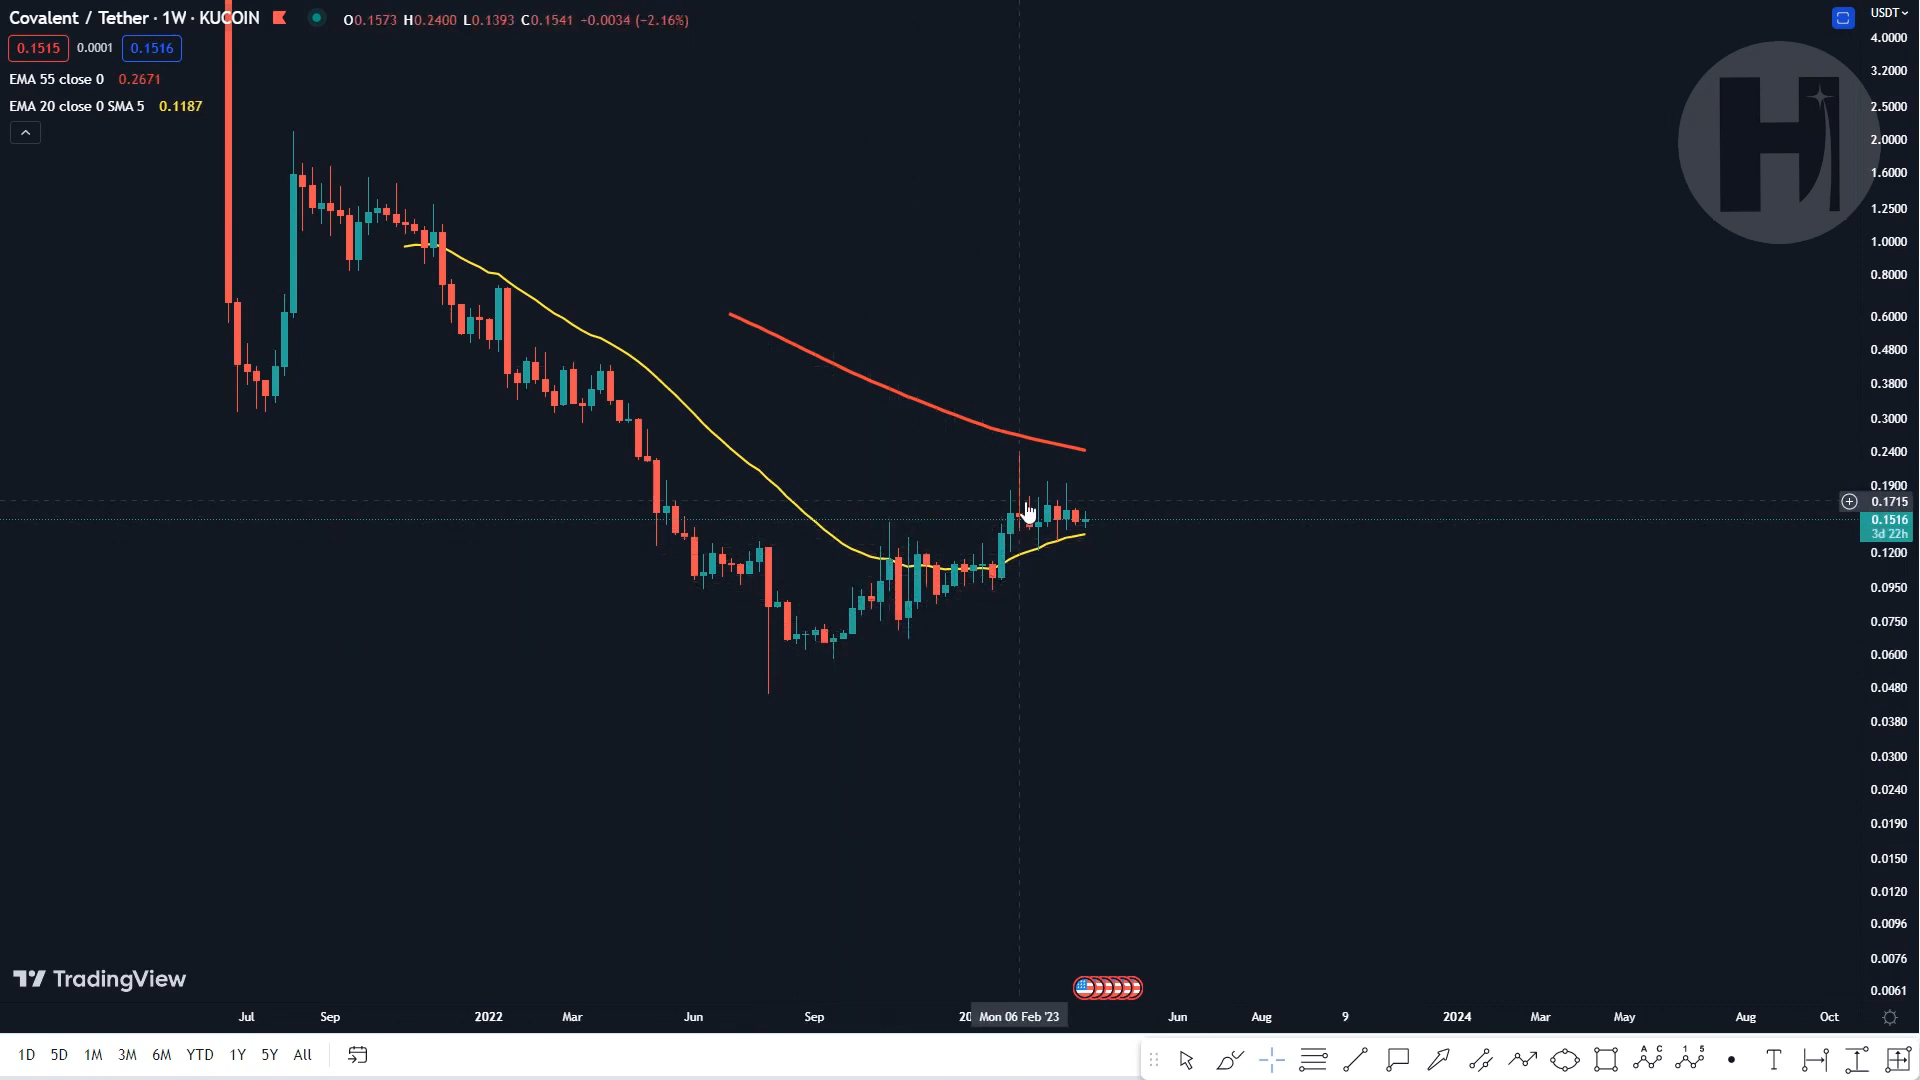 Covalent / Tether · 1W · KUCOIN
O0.1573 H0.2400 L0.1393 C0.1541 −0.0034 (−2.16%)
0.1515 0.0001 0.1516
EMA 55 close 0 0.2671
EMA 20 close 0 SMA 5 0.1187
USDT
4.0000
3.2000
2.5000
2.0000
1.6000
1.2500
1.0000
0.8000
0.6000
0.4800
0.3800
0.3000
0.2400
0.1900
0.1715
0.1516
3d 22h
0.1200
0.0950
0.0750
0.0600
0.0480
0.0380
0.0300
0.0240
0.0190
0.0150
0.0120
0.0096
0.0076
0.0061
H
TradingView
Jul Sep 2022 Mar Jun Sep 20 Mon 06 Feb '23 Jun Aug 9 2024 Mar May Aug Oct
1D 5D 1M 3M 6M YTD 1Y 5Y All